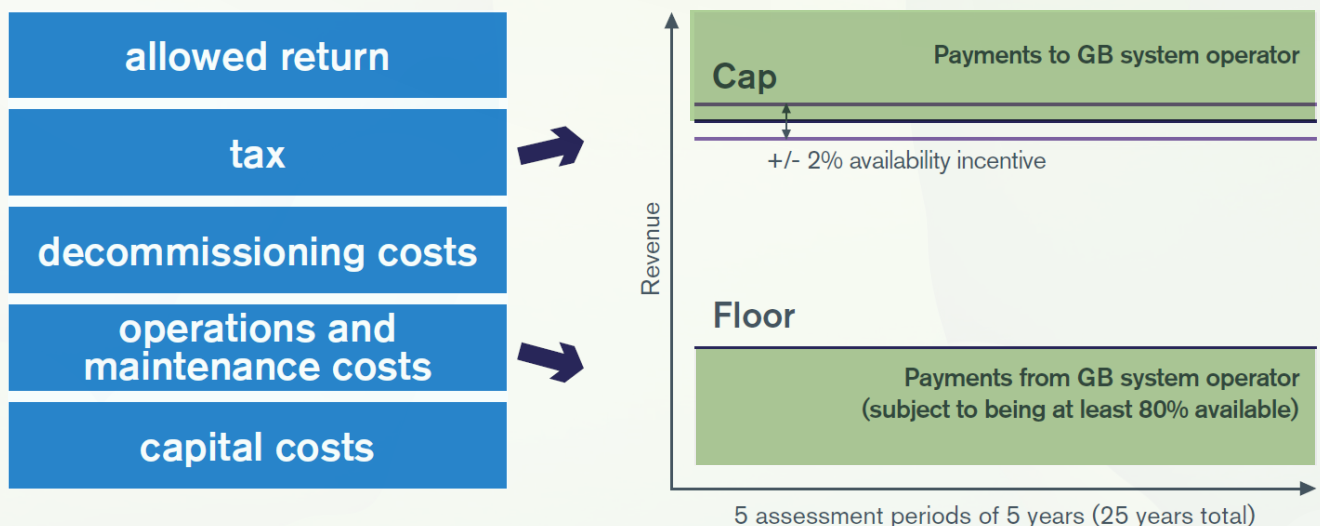 allowed return
tax
decommissioning costs
operations and
maintenance costs
capital costs
Revenue
Cap
Payments to GB system operator
+/- 2% availability incentive
Floor
Payments from GB system operator
(subject to being at least 80% available)
5 assessment periods of 5 years (25 years total)